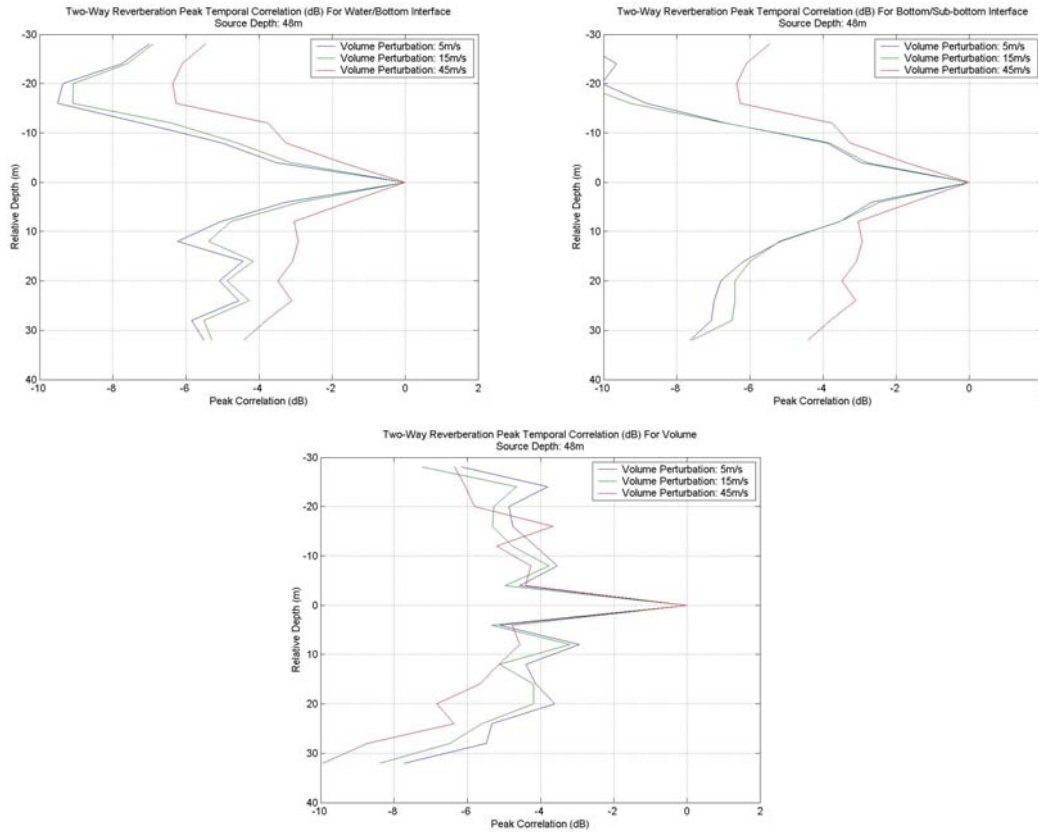 Two-Way Reverberation Peak Temporal Correlation (dB) For Water/Bottom Interface
Source Depth: 48m
-30
-20
-10
0
10
20
30
40
Relative Depth (m)
Volume Perturbation: 5m/s
Volume Perturbation: 15m/s
Volume Perturbation: 45m/s
-10
-8
-6
-4
-2
0
2
Peak Correlation (dB)
Two-Way Reverberation Peak Temporal Correlation (dB) For Bottom/Sub-bottom Interface
Source Depth: 48m
-30
-20
-10
0
10
20
30
40
Relative Depth (m)
Volume Perturbation: 5m/s
Volume Perturbation: 15m/s
Volume Perturbation: 45m/s
-10
-8
-6
-4
-2
0
Peak Correlation (dB)
Two-Way Reverberation Peak Temporal Correlation (dB) For Volume
Source Depth: 48m
-30
-20
-10
0
10
20
30
40
Relative Depth (m)
Volume Perturbation: 5m/s
Volume Perturbation: 15m/s
Volume Perturbation: 45m/s
-10
-8
-6
-4
-2
0
2
Peak Correlation (dB)